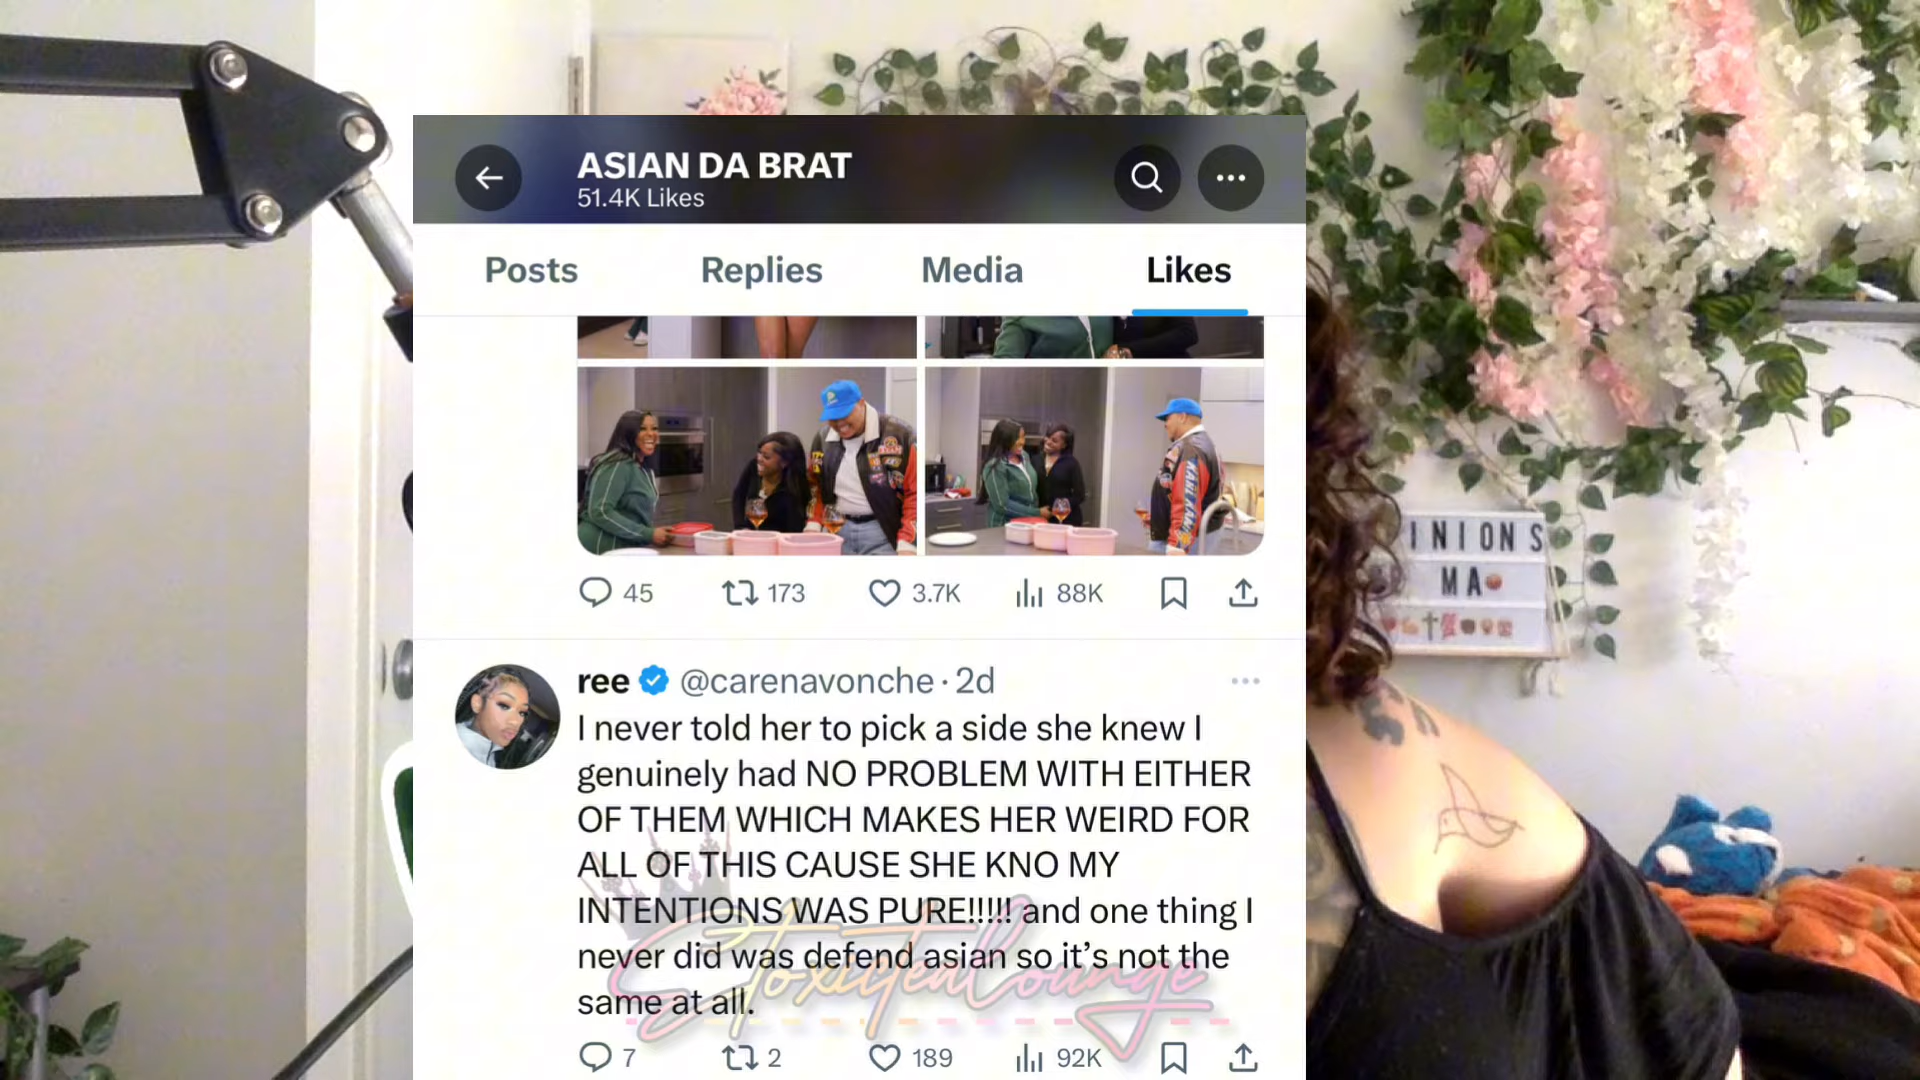 ASIAN DA BRAT
51.4K Likes
Posts Replies Media Likes
45 173 3.7K 88K
ree @carenavonche · 2d
I never told her to pick a side she knew I
genuinely had NO PROBLEM WITH EITHER
OF THEM WHICH MAKES HER WEIRD FOR
ALL OF THIS CAUSE SHE KNO MY
INTENTIONS WAS PURE!!!!! and one thing I
never did was defend asian so it's not the
same at all.
7 2 189 92K
INIONS
MA